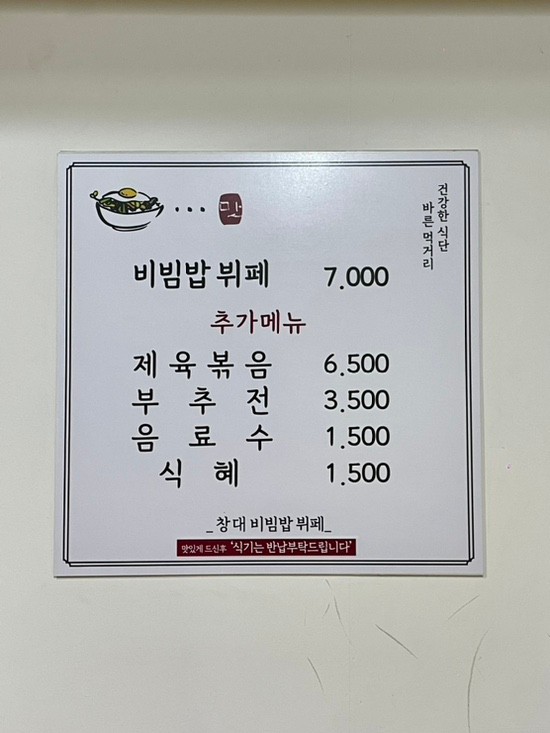 ... 맛
건강한 식단
바른 먹거리
비빔밥 뷔페 7.000
추가메뉴
제육볶음 6.500
부추전 3.500
음료수 1.500
식혜 1.500
_창대 비빔밥 뷔페_
맛있게 드신후 '식기는 반납부탁드립니다'